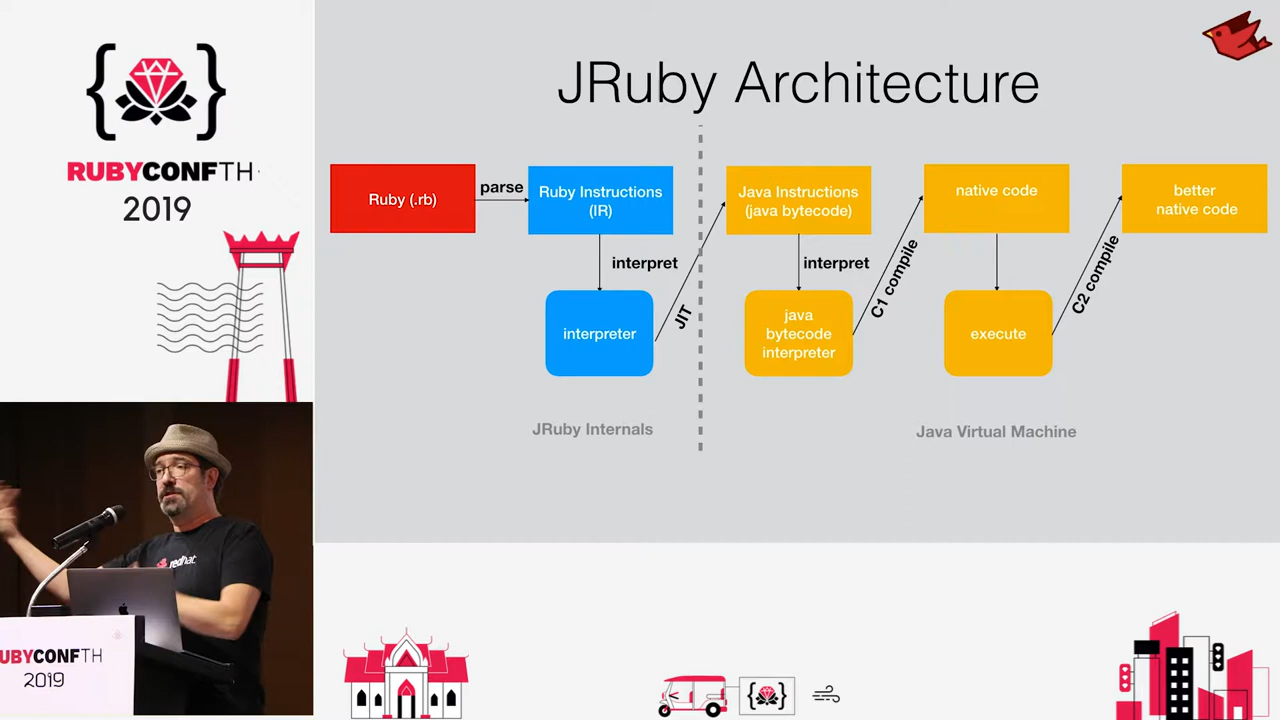 RUBYCONFTH
2019
JRuby Architecture
Ruby (.rb)
parse
Ruby Instructions
(IR)
interpret
interpreter
JIT
Java Instructions
(java bytecode)
interpret
java
bytecode
interpreter
C1 compile
native code
execute
C2 compile
better
native code
JRuby Internals
Java Virtual Machine
redhat
UBYCONFTH
2019